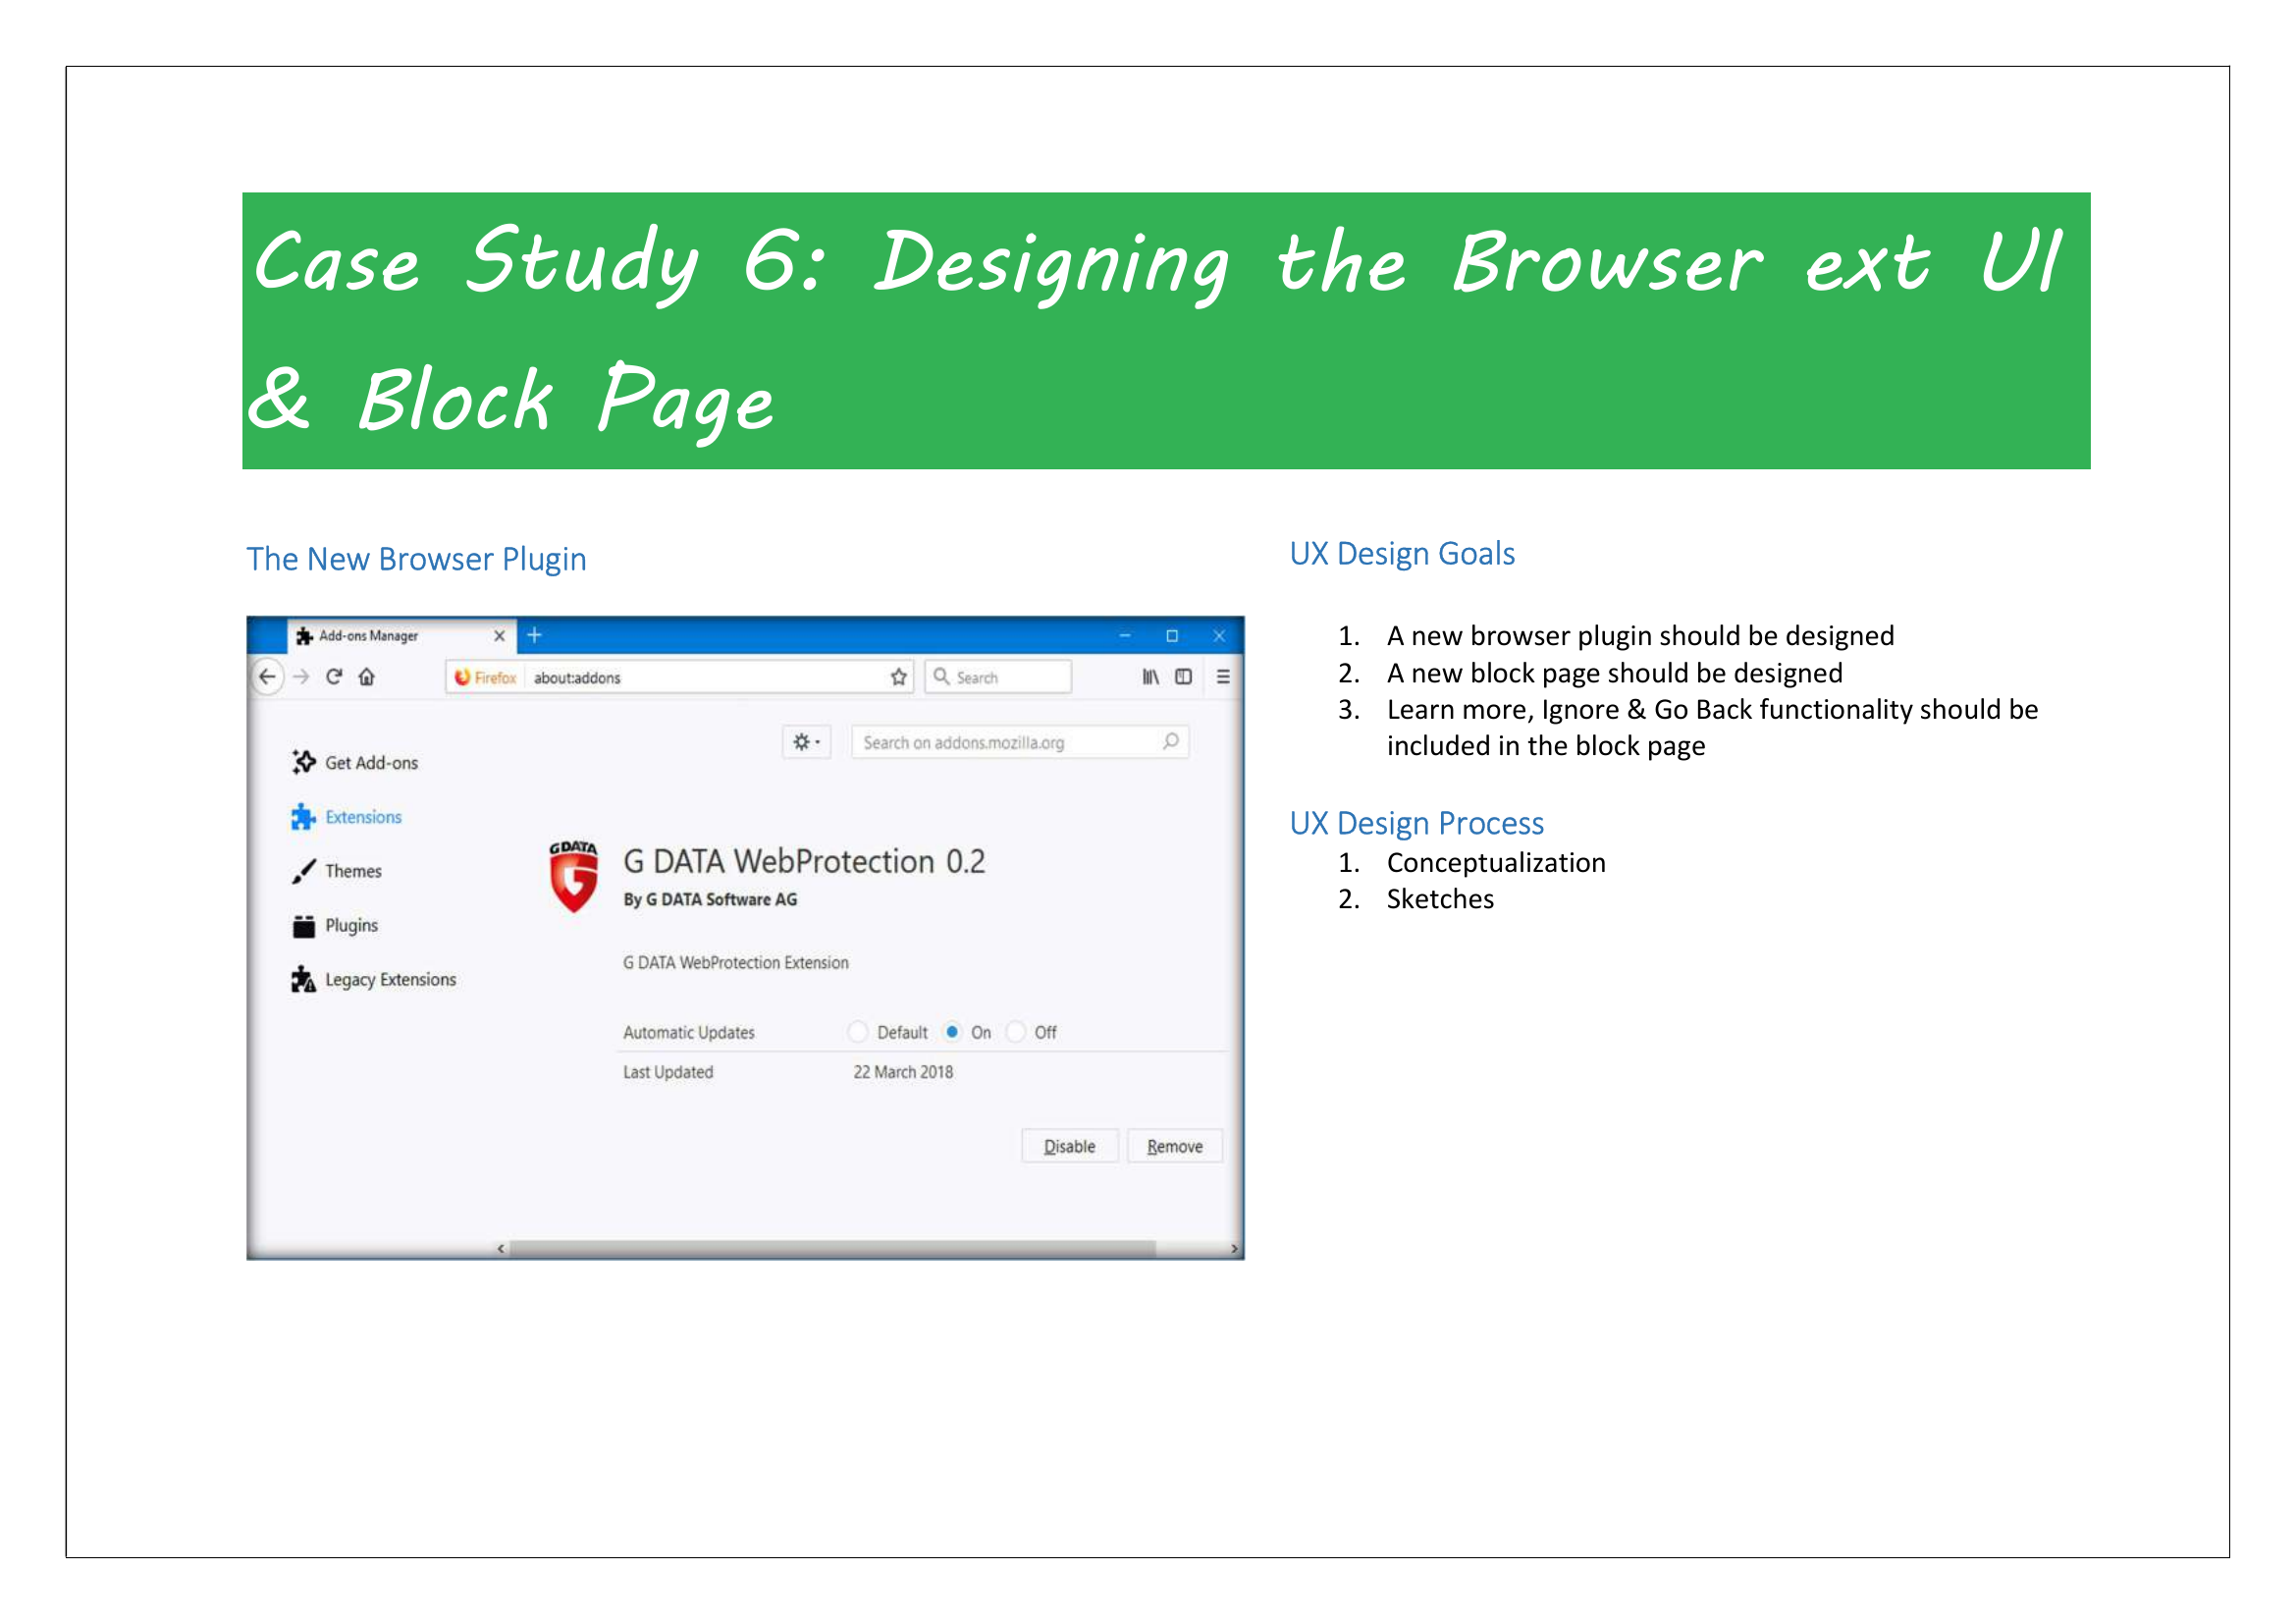 Case Study 6: Designing the Browser ext UI
& Block Page
The New Browser Plugin
Add-ons Manager
Firefox about:addons
Search
Search on addons.mozilla.org
Get Add-ons
Extensions
Themes
Plugins
Legacy Extensions
GDATA
G DATA WebProtection 0.2
By G DATA Software AG
G DATA WebProtection Extension
Automatic Updates Default On Off
Last Updated 22 March 2018
Disable Remove
UX Design Goals
1. A new browser plugin should be designed
2. A new block page should be designed
3. Learn more, Ignore & Go Back functionality should be
included in the block page
UX Design Process
1. Conceptualization
2. Sketches